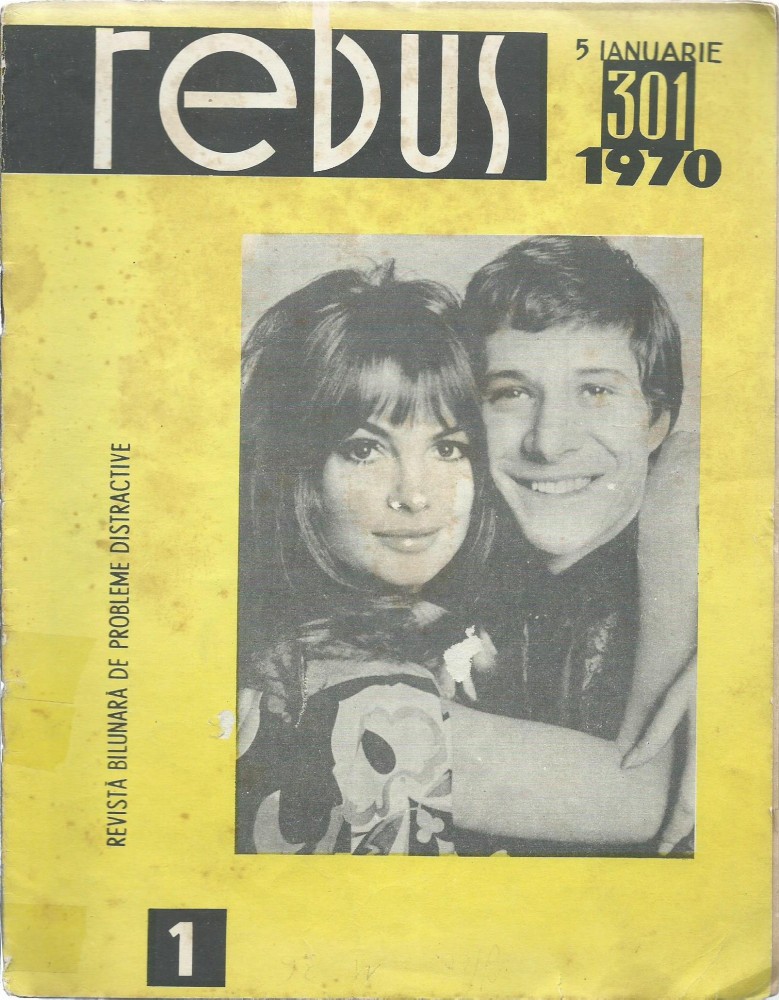 rebus
5 IANUARIE
301
1970
REVISTĂ BILUNARĂ DE PROBLEME DISTRACTIVE
1